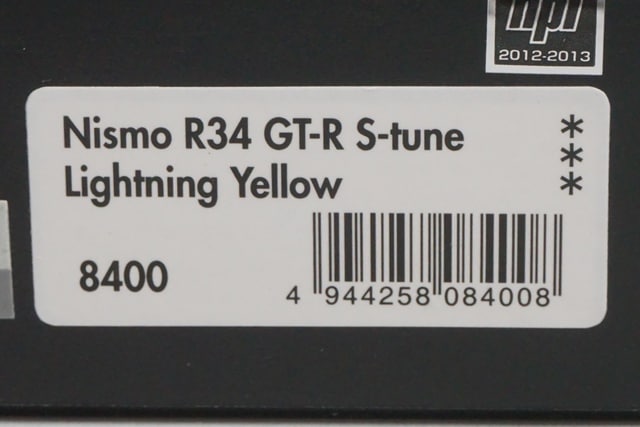 hpi
2012-2013
Nismo R34 GT-R S-tune
Lightning Yellow
***
8400
4 944258 084008